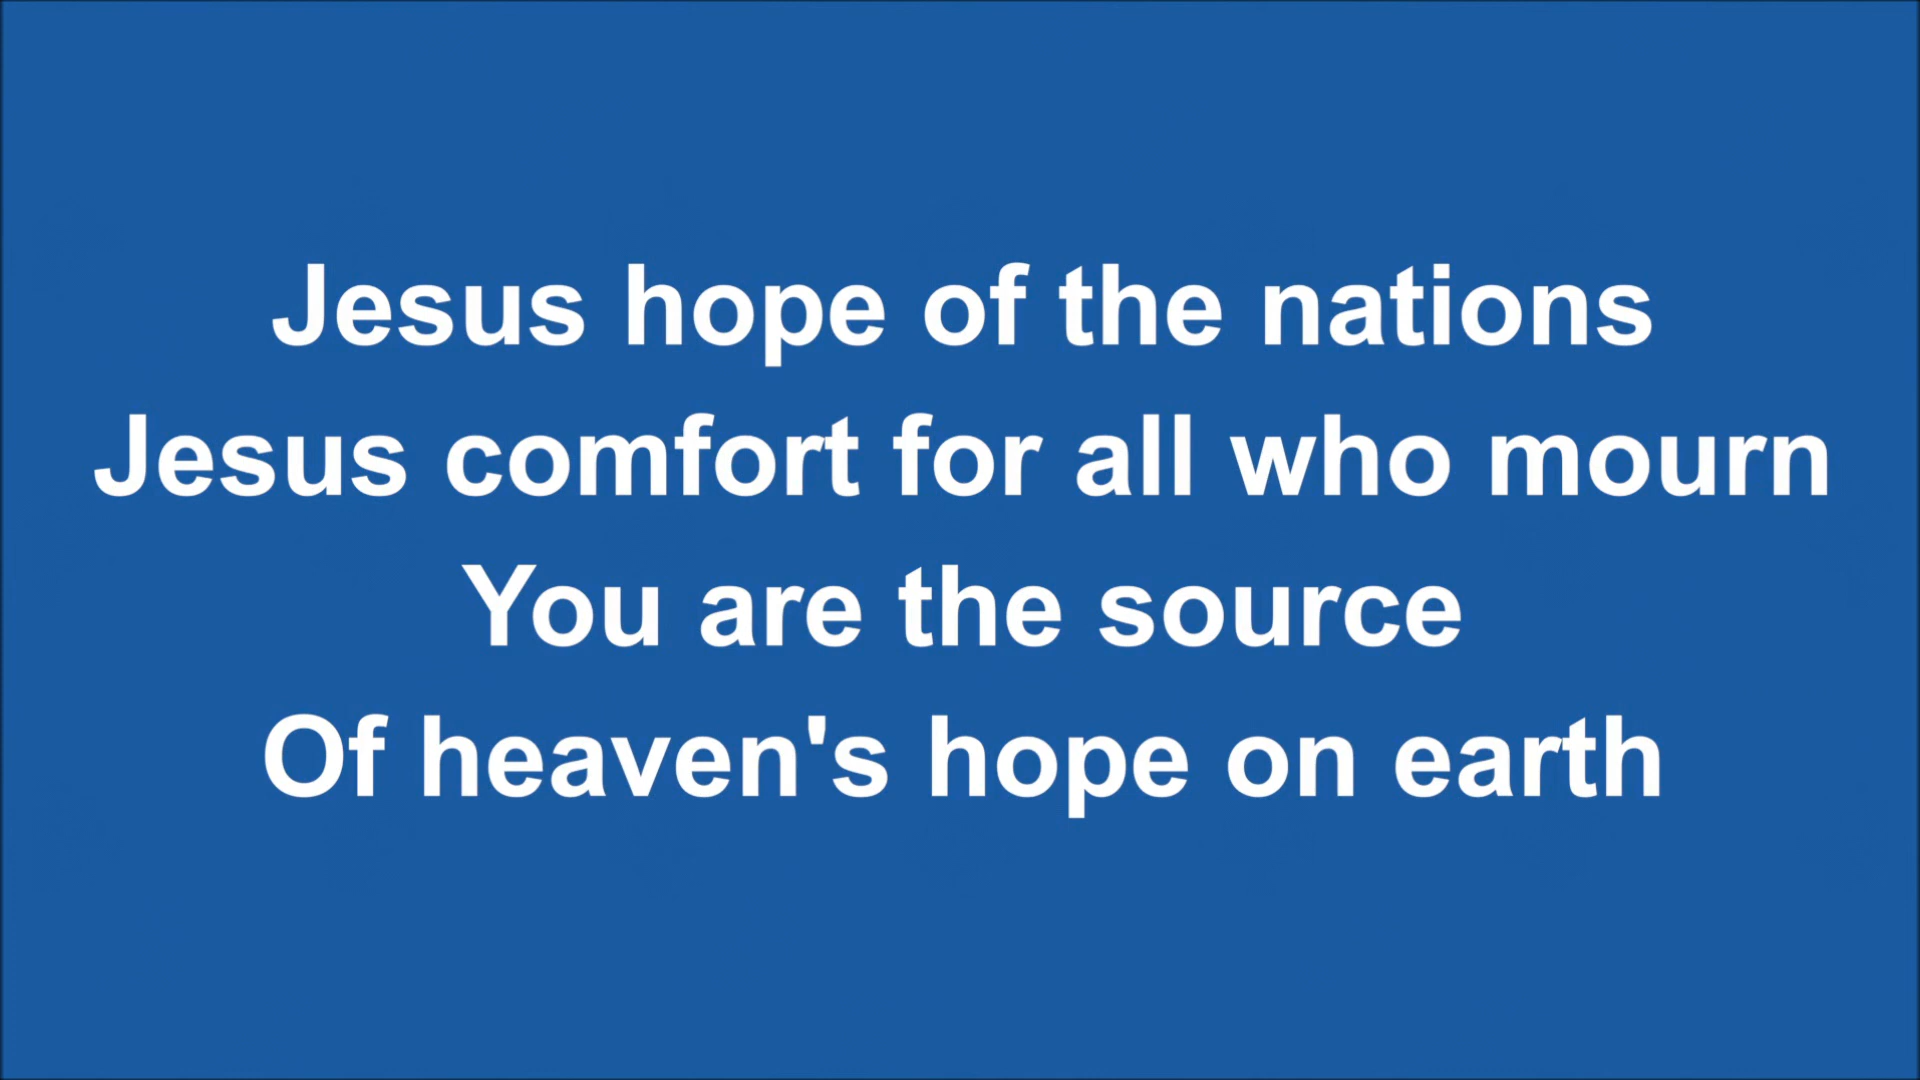 Jesus hope of the nations
Jesus comfort for all who mourn
You are the source
Of heaven's hope on earth